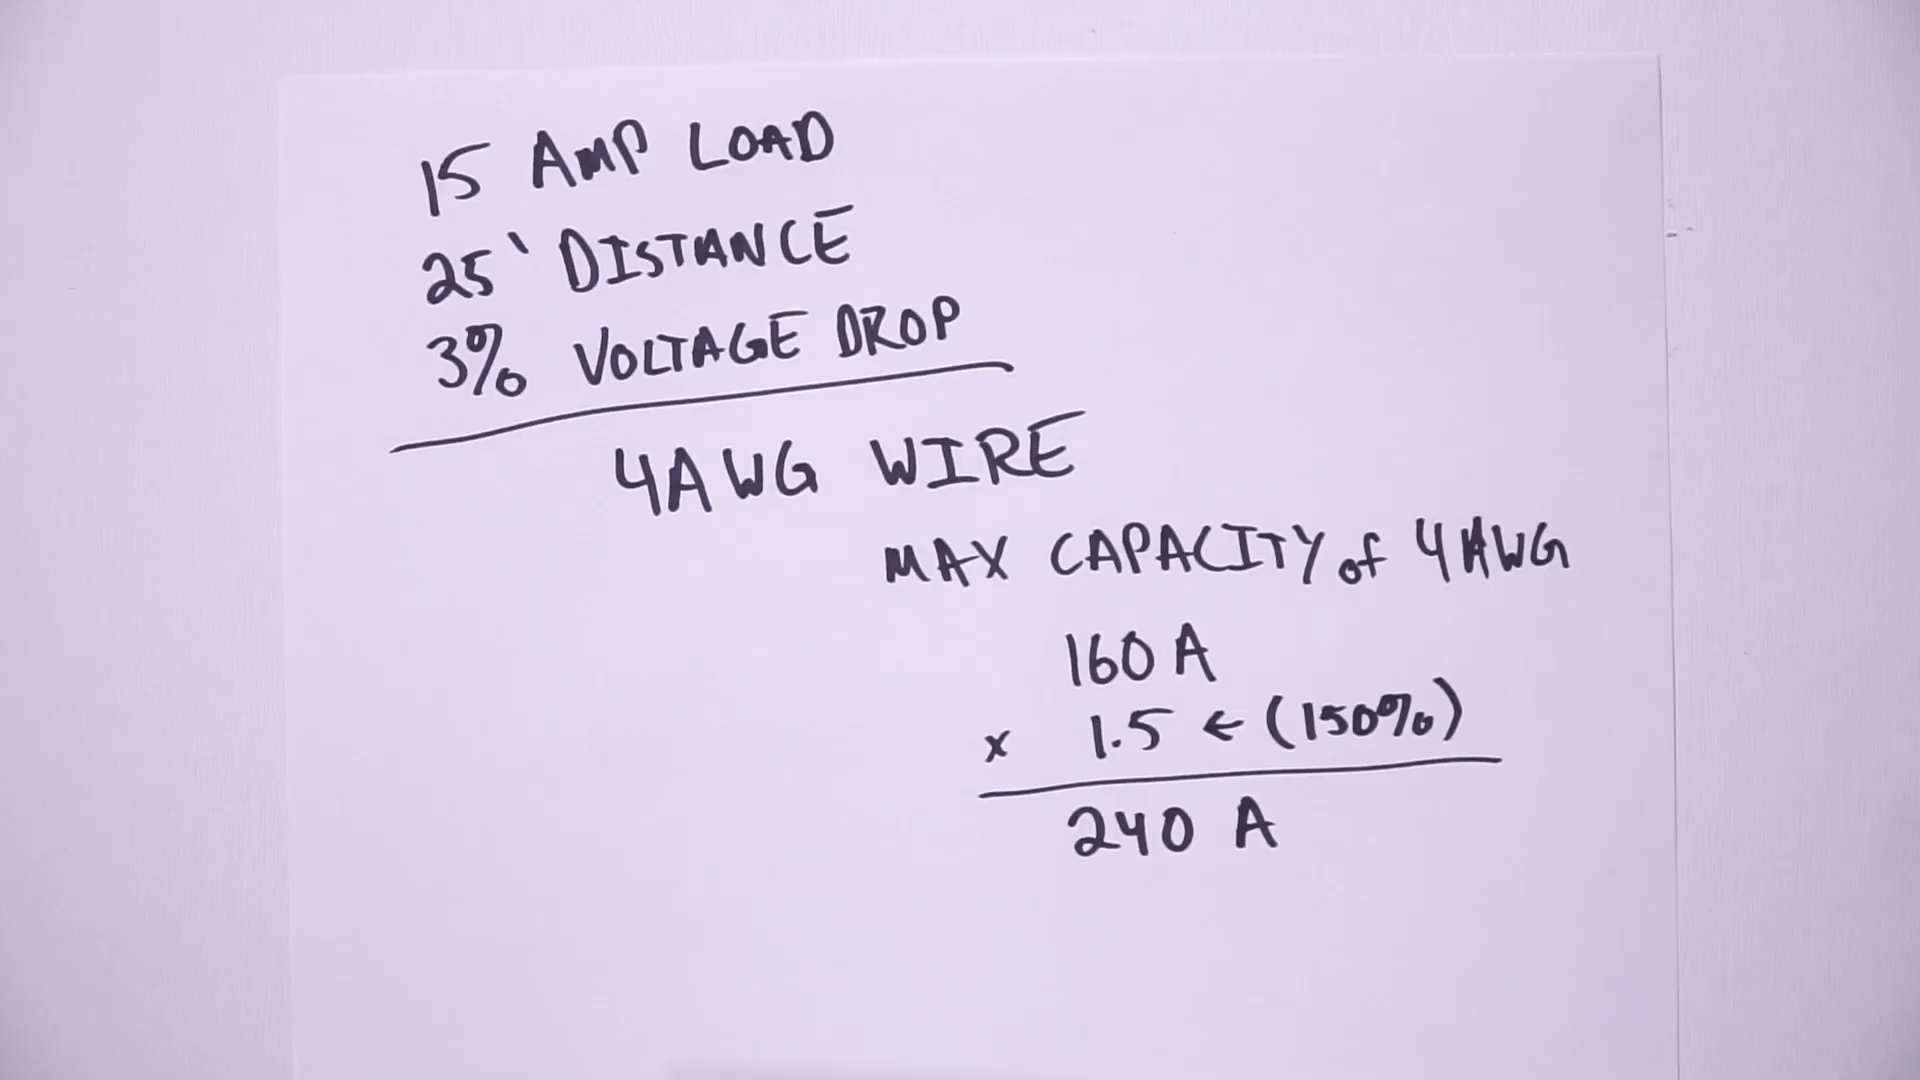 15 AMP LOAD
25' DISTANCE
3% VOLTAGE DROP
4AWG WIRE
MAX CAPACITY of 4AWG
160 A
x 1.5 ← (150%)
240 A